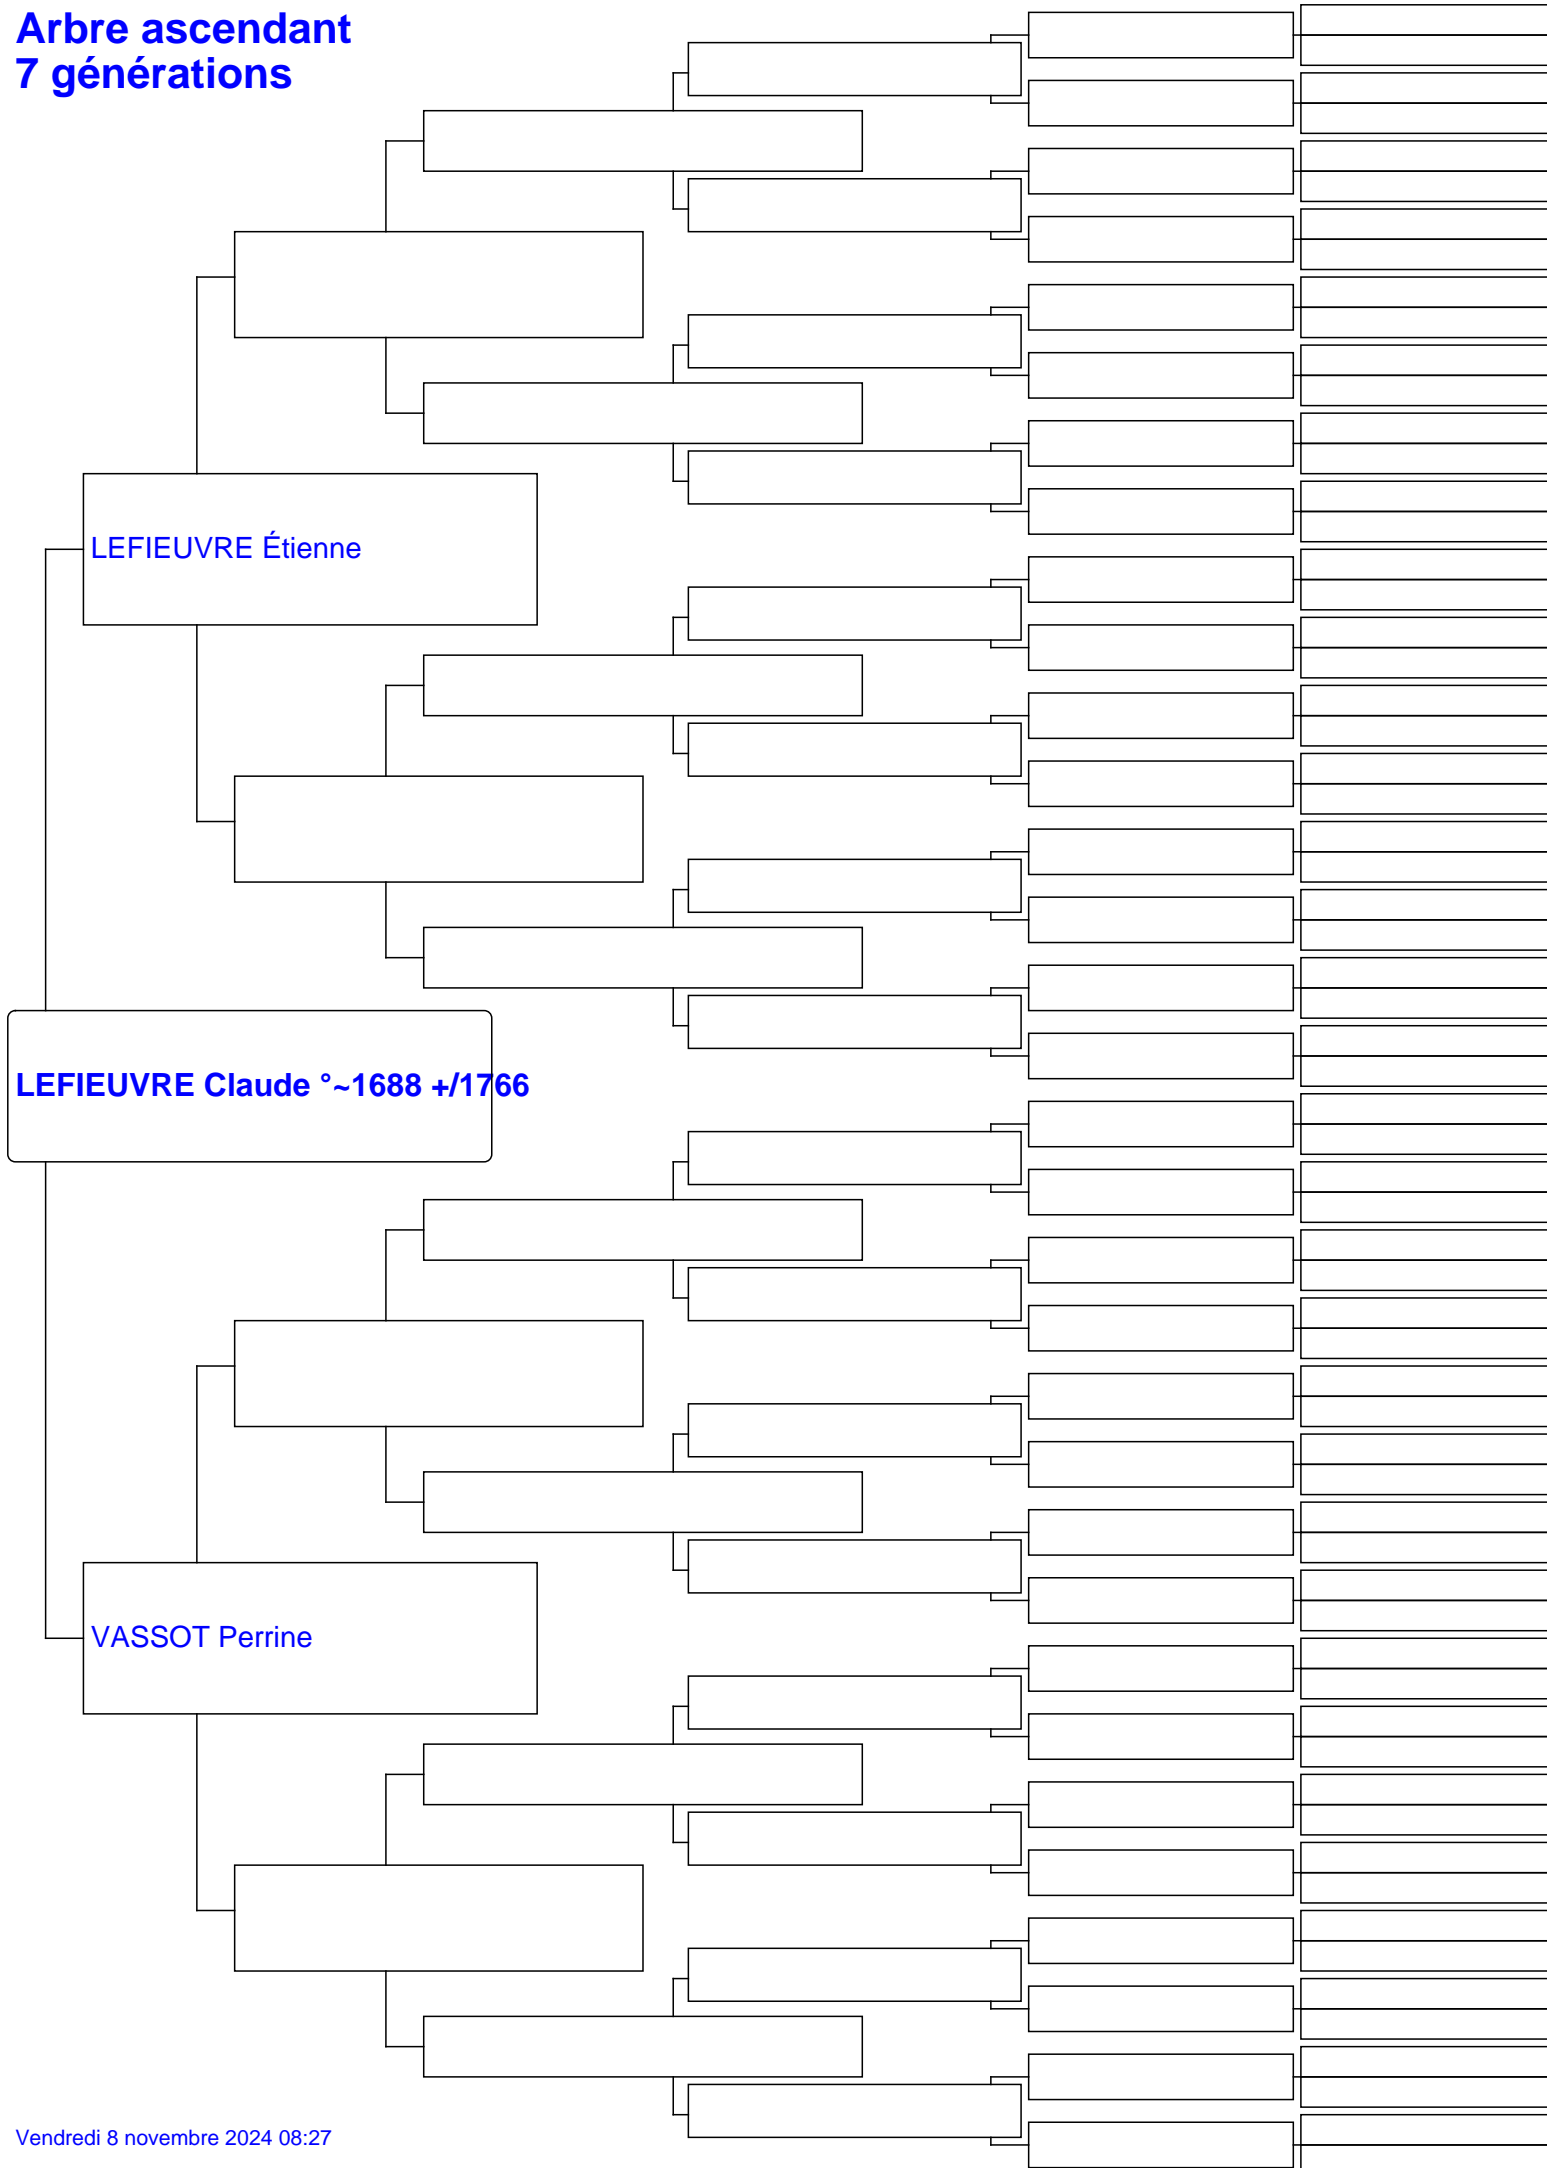 Arbre ascendant
7 générations
LEFIEUVRE Étienne
LEFIEUVRE Claude °~1688 +/1766
VASSOT Perrine
Vendredi 8 novembre 2024 08:27